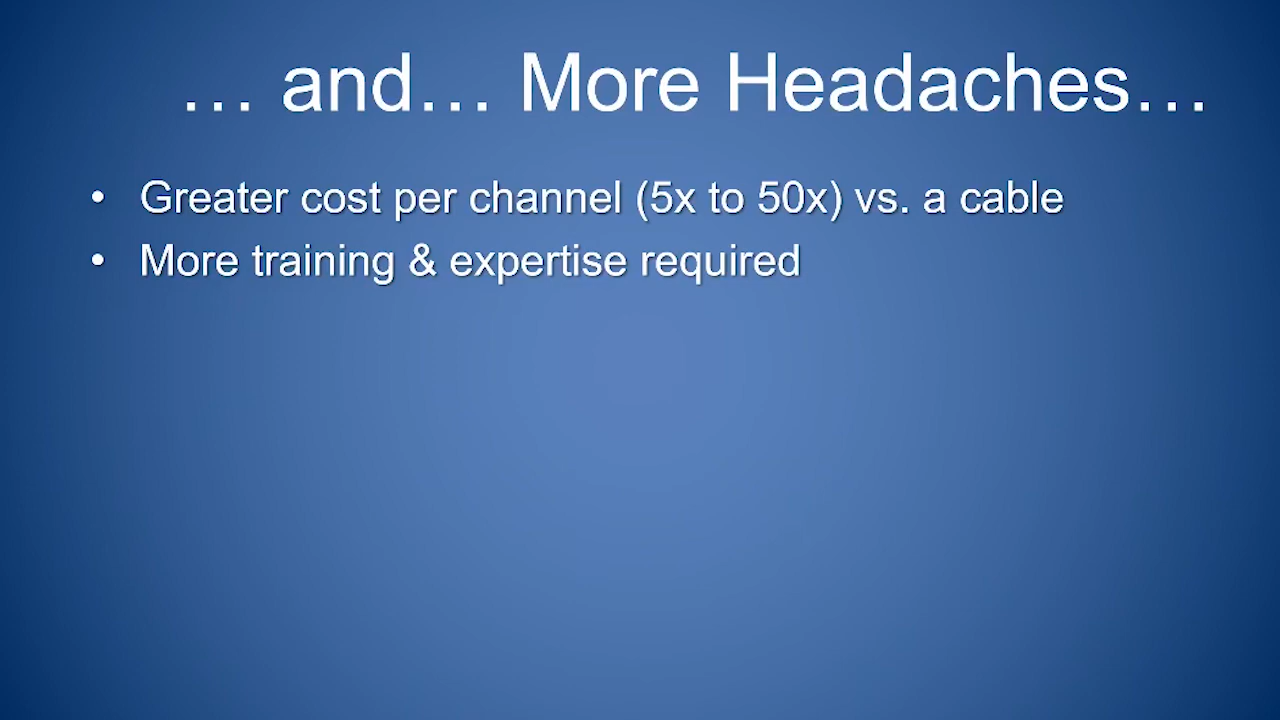 … and… More Headaches…
• Greater cost per channel (5x to 50x) vs. a cable
• More training & expertise required